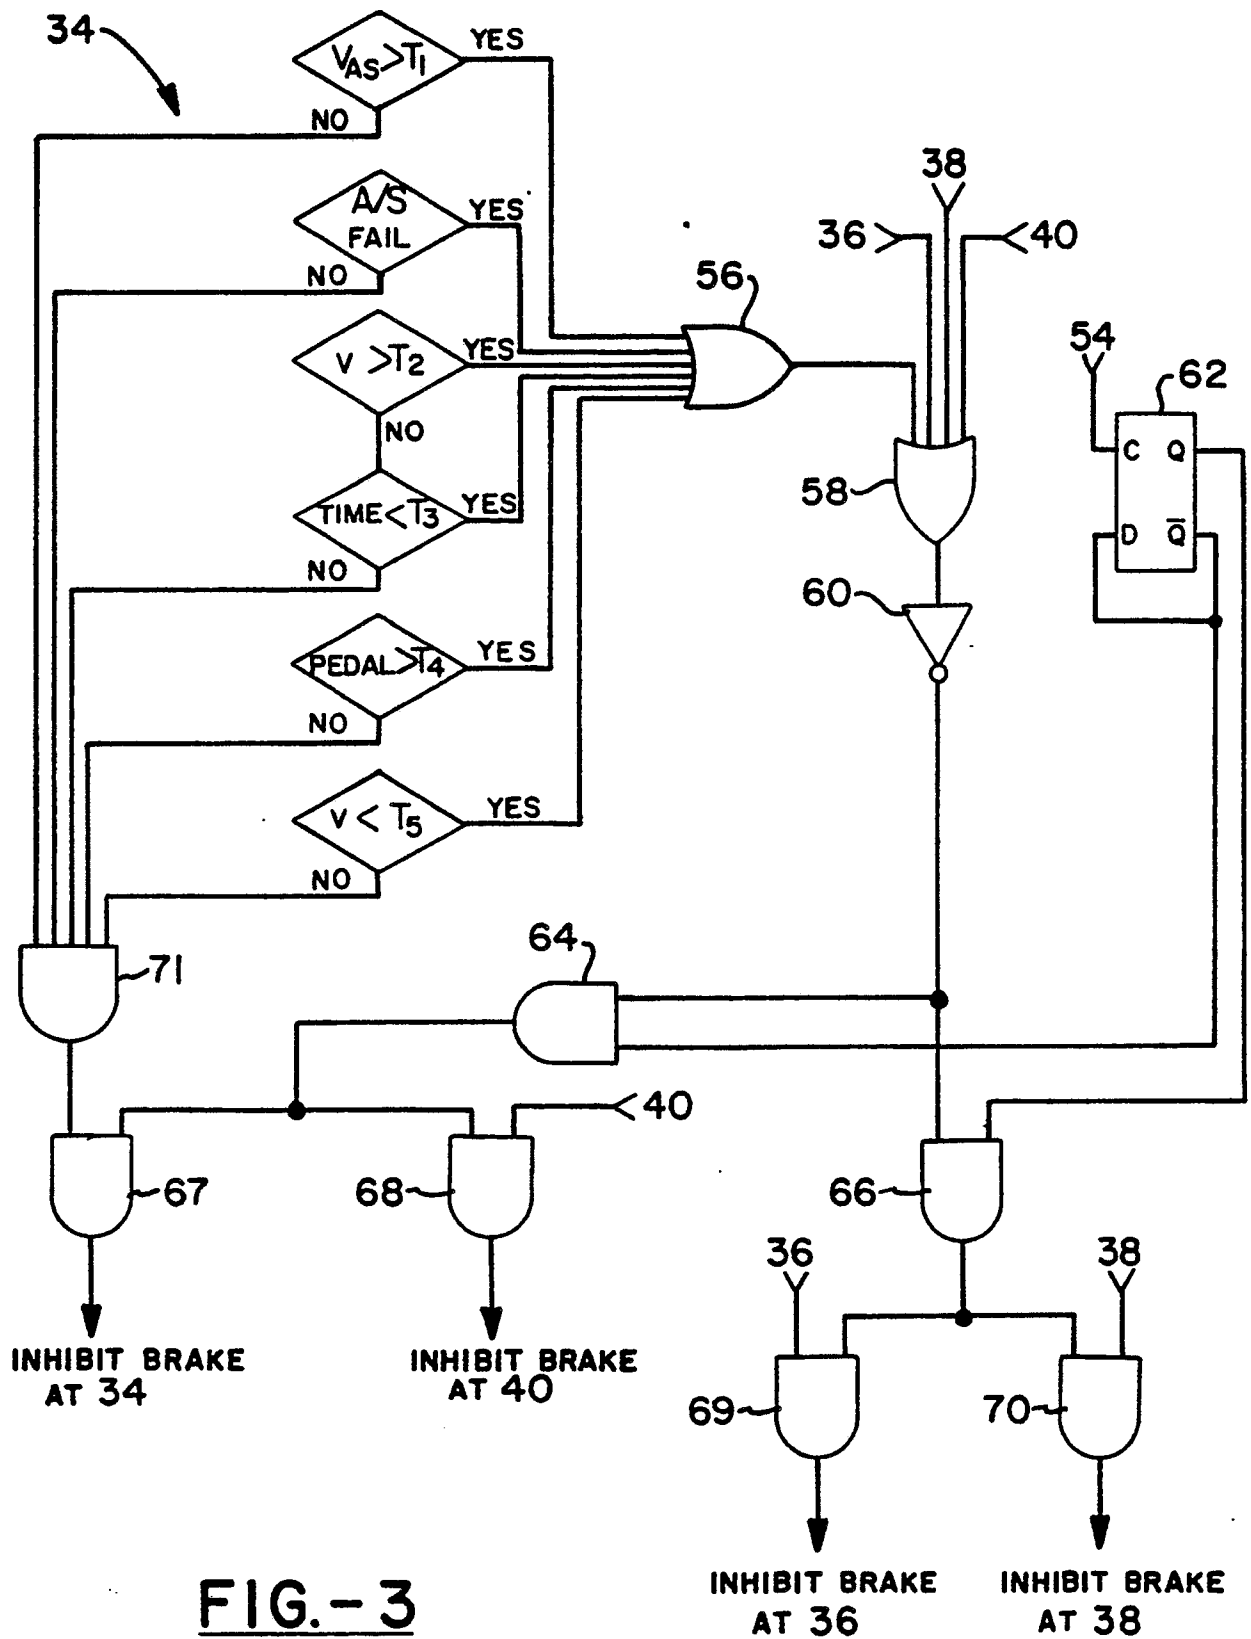 34
VAS>T1
YES
NO
A/S
FAIL
YES
NO
V >T2
YES
NO
TIME<T3
YES
NO
PEDAL>T4
YES
NO
V < T5
YES
NO
56
38
36
40
58
60
54
62
C Q
D Q̅
71
64
40
67
68
66
INHIBIT BRAKE
AT 34
INHIBIT BRAKE
AT 40
36
38
69
70
INHIBIT BRAKE
AT 36
INHIBIT BRAKE
AT 38
FIG.-3